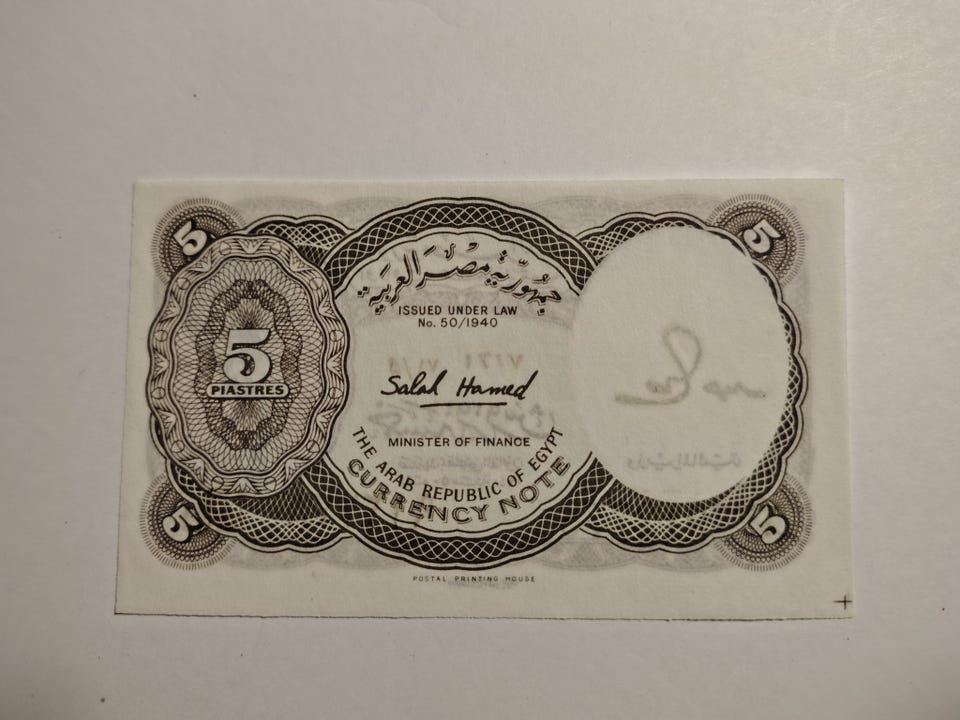 5 5
جمهورية مصر العربية
ISSUED UNDER LAW
No. 50/1940
5
PIASTRES
Salah Hamed
MINISTER OF FINANCE
THE ARAB REPUBLIC OF EGYPT
CURRENCY NOTE
5 5
POSTAL PRINTING HOUSE